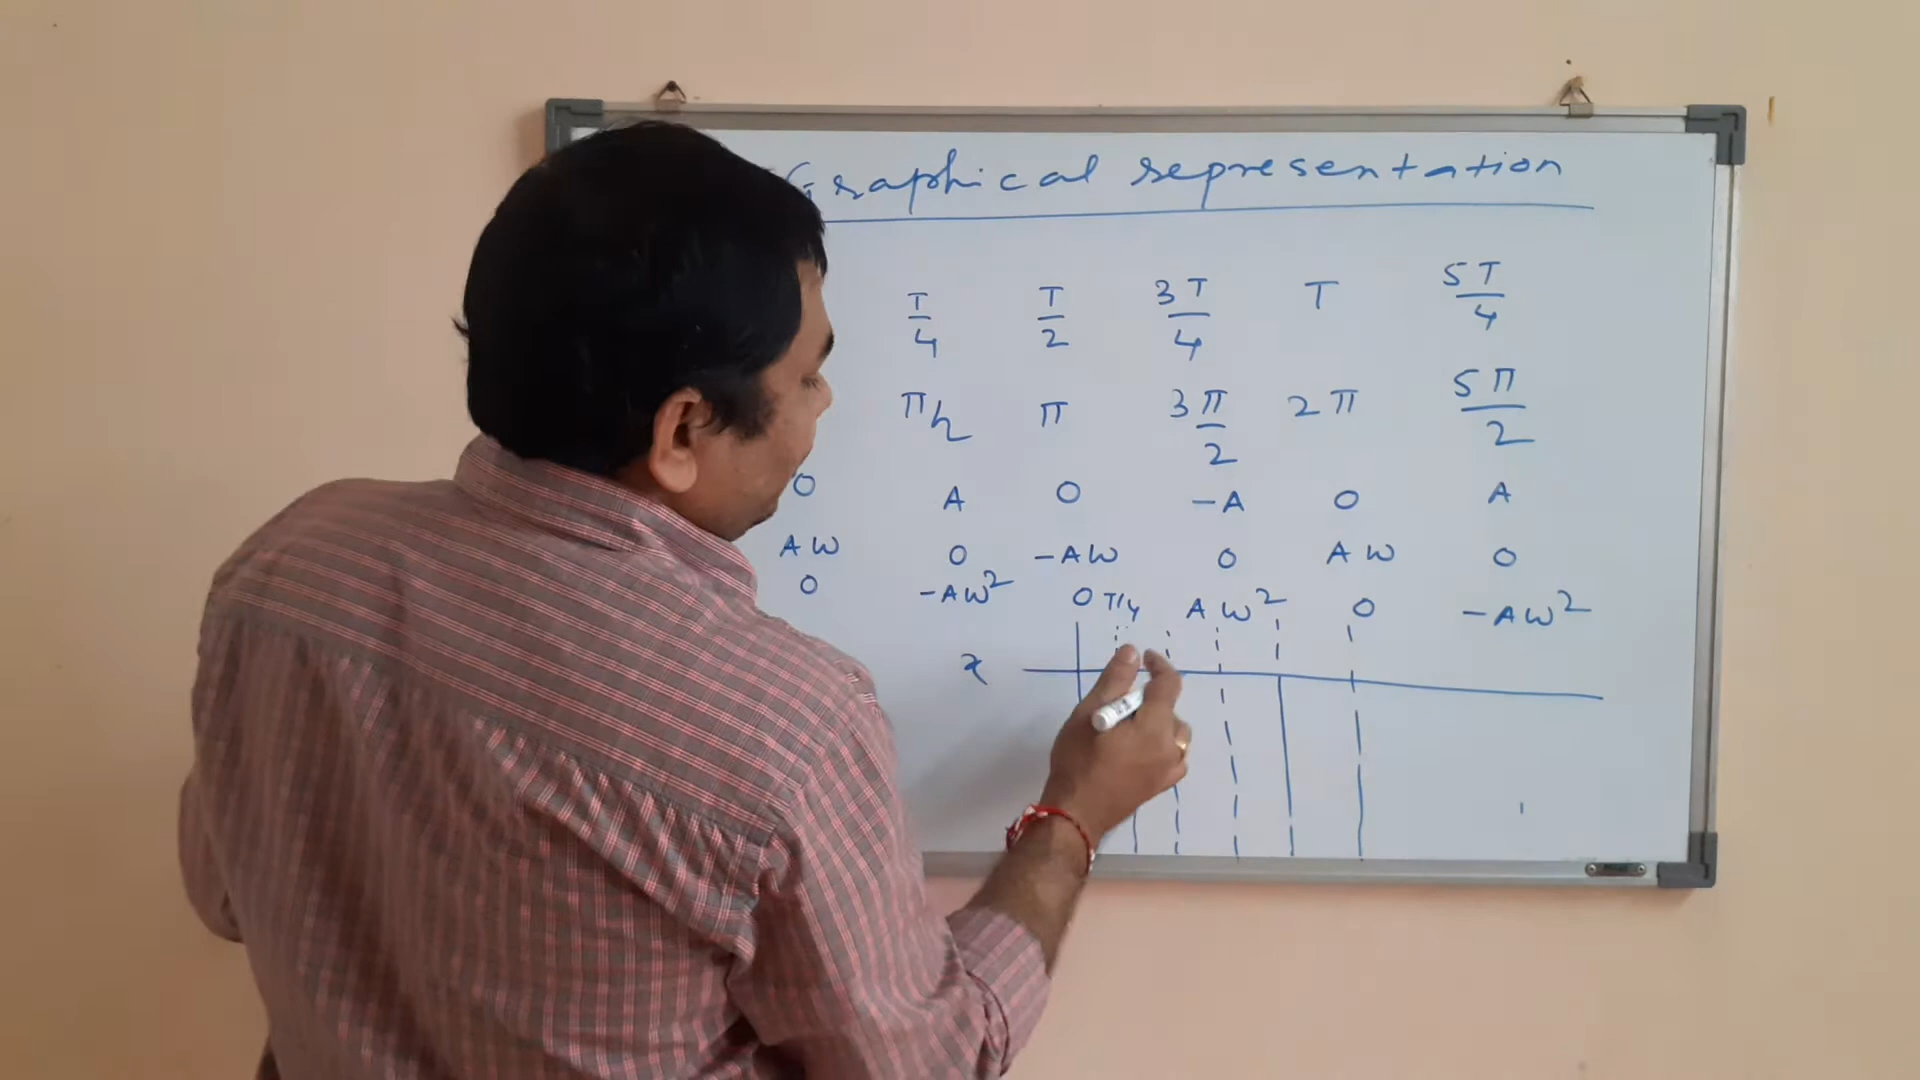 Graphical representation
T/4 T/2 3T/4 T 5T/4
π/2 π 3π/2 2π 5π/2
0 A 0 -A 0 A
Aω 0 -Aω 0 Aω 0
0 -Aω² 0 Aω² 0 -Aω²
T/4
x